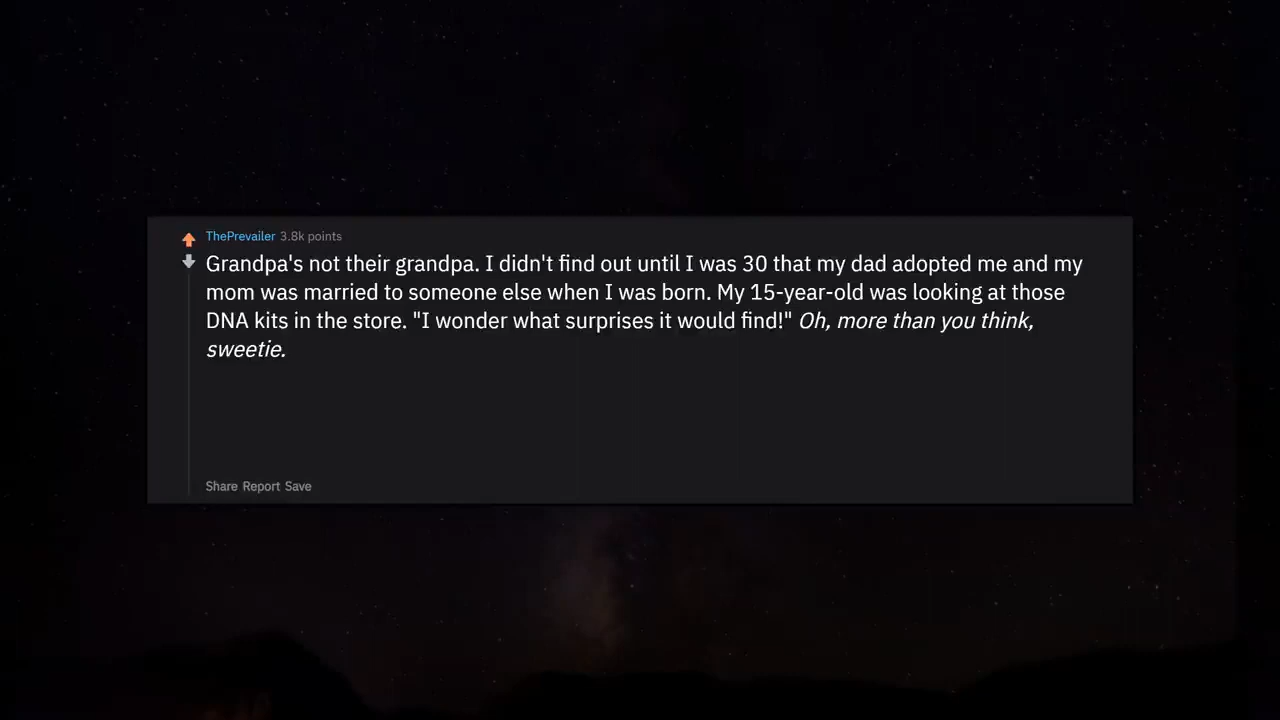 ThePrevailer 3.8k points
Grandpa's not their grandpa. I didn't find out until I was 30 that my dad adopted me and my
mom was married to someone else when I was born. My 15-year-old was looking at those
DNA kits in the store. "I wonder what surprises it would find!" Oh, more than you think,
sweetie.
Share Report Save